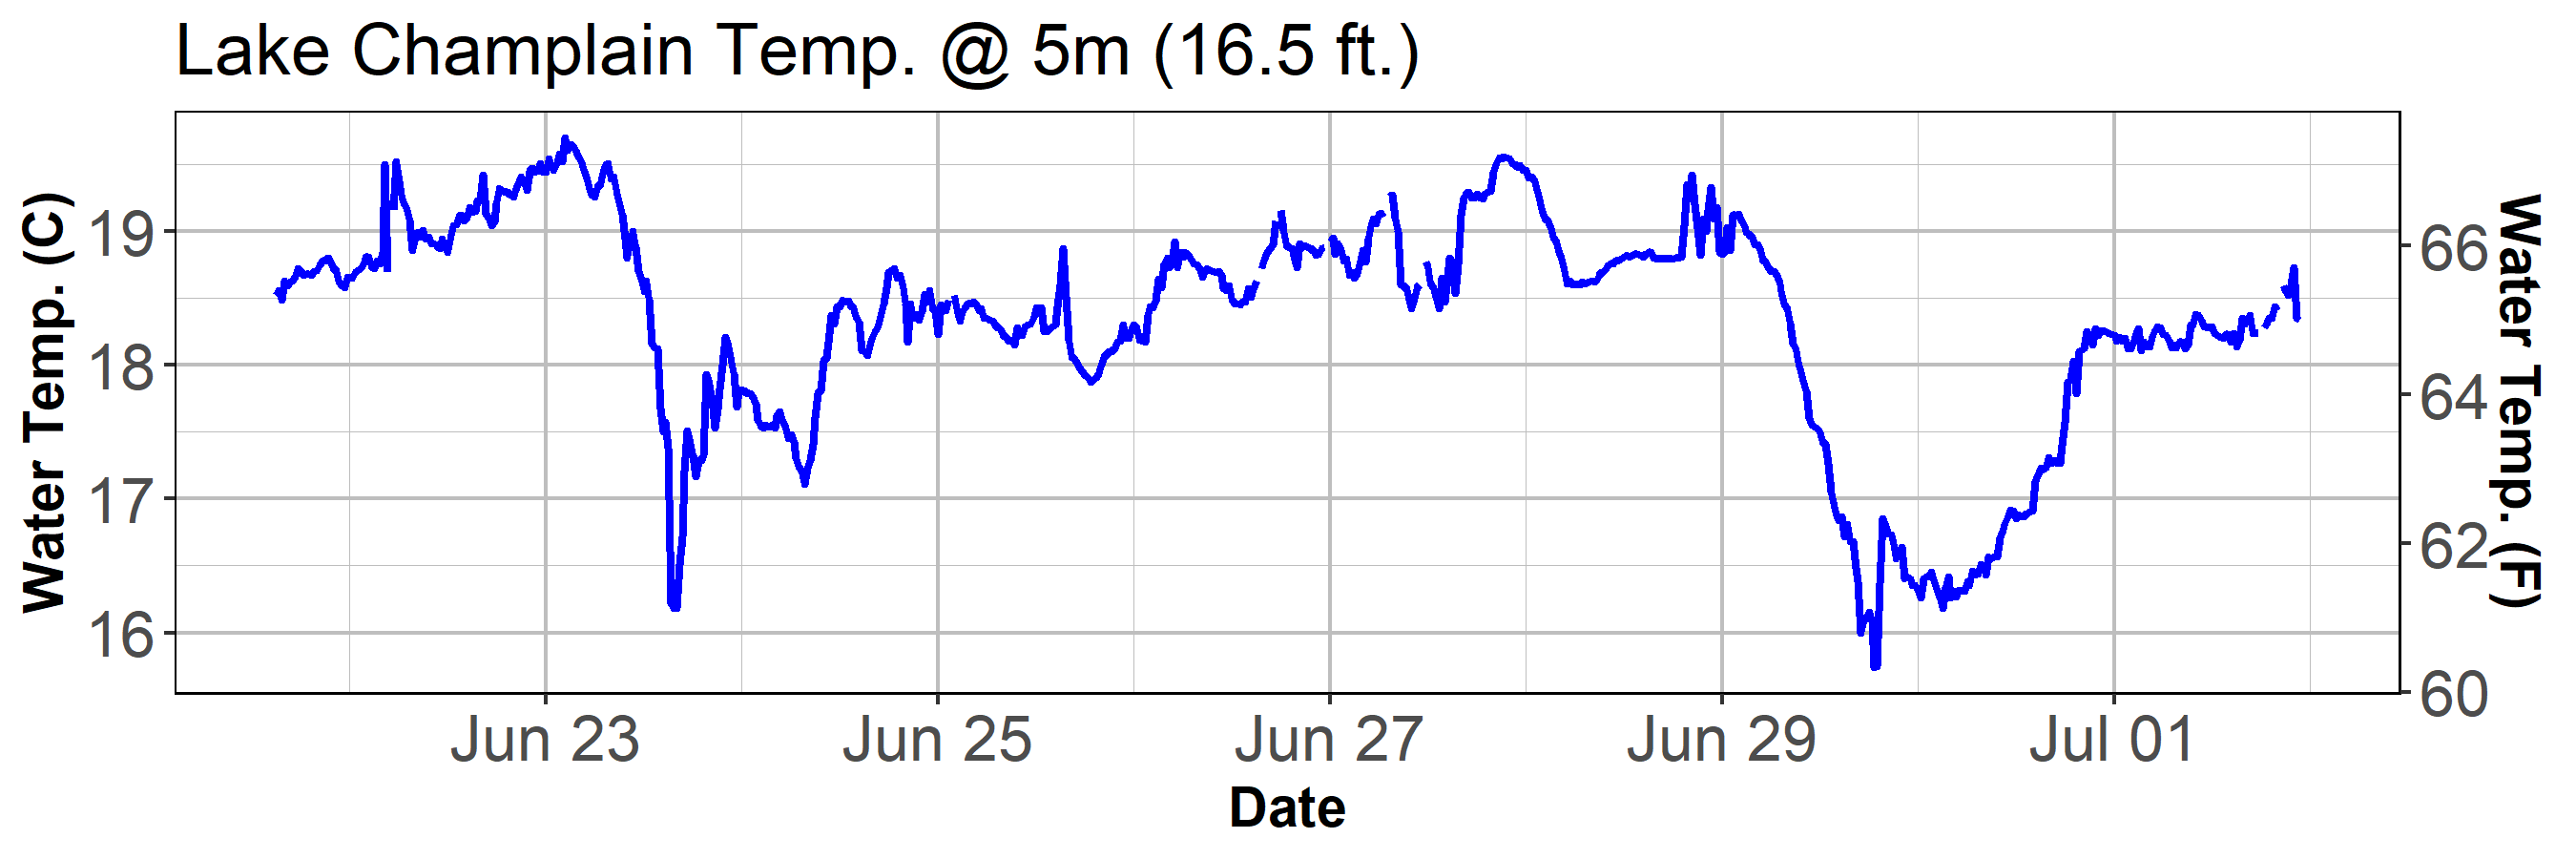 Lake Champlain Temp. @ 5m (16.5 ft.)
Water Temp. (C)
19
18
17
16
66
64
62
60
Water Temp. (F)
Jun 23 Jun 25 Jun 27 Jun 29 Jul 01
Date